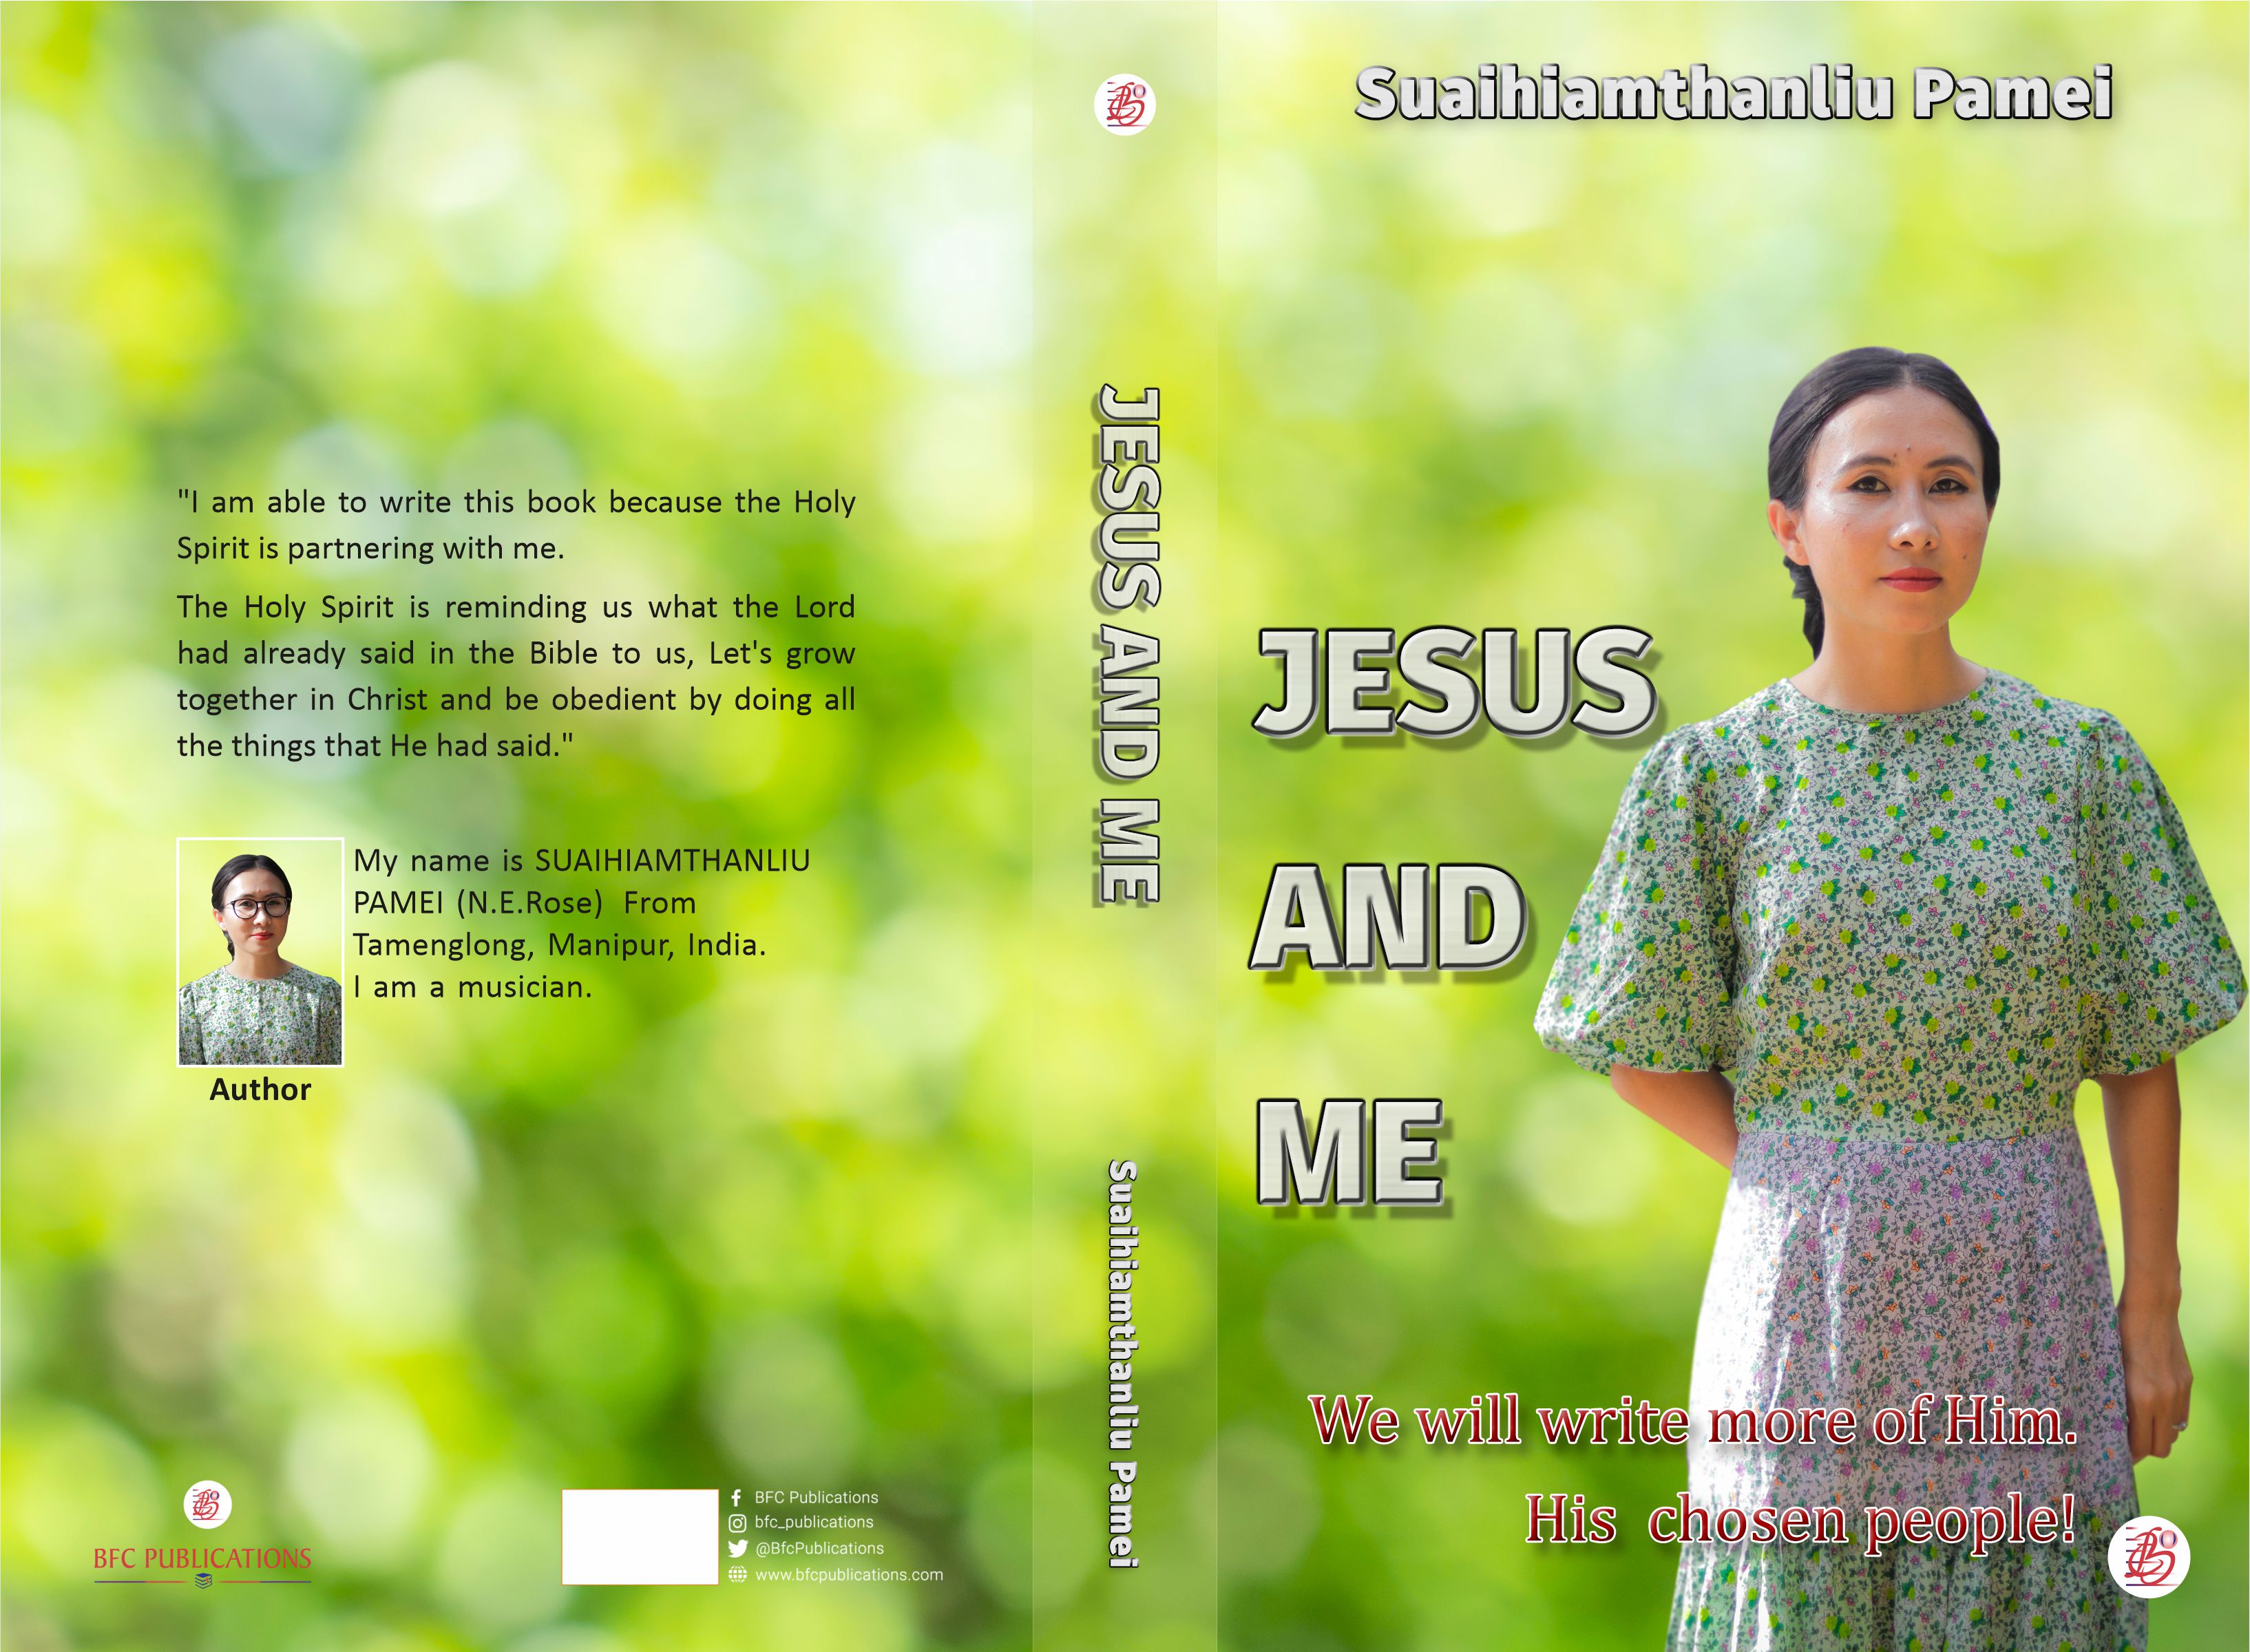 "I am able to write this book because the Holy
Spirit is partnering with me.
The Holy Spirit is reminding us what the Lord
had already said in the Bible to us, Let's grow
together in Christ and be obedient by doing all
the things that He had said."
My name is SUAIHIAMTHANLIU
PAMEI (N.E.Rose) From
Tamenglong, Manipur, India.
I am a musician.
Author
BFC PUBLICATIONS
BFC Publications
bfc_publications
@BfcPublications
www.bfcpublications.com
JESUS AND ME
Suaihiamthanliu Pamei
Suaihiamthanliu Pamei
JESUS
AND
ME
We will write more of Him.
His chosen people!